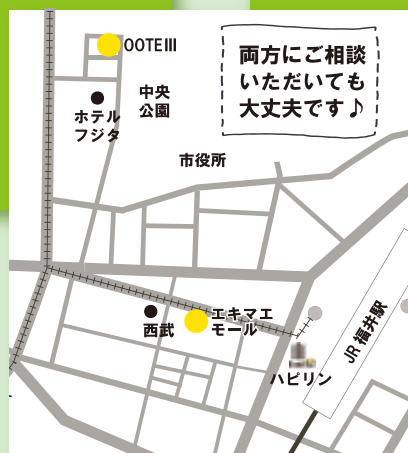 OOTEⅢ
両方にご相談
いただいても
大丈夫です♪
中央
公園
ホテル
フジタ
市役所
エキマエ
モール
西武
JR 福井駅
ハピリン